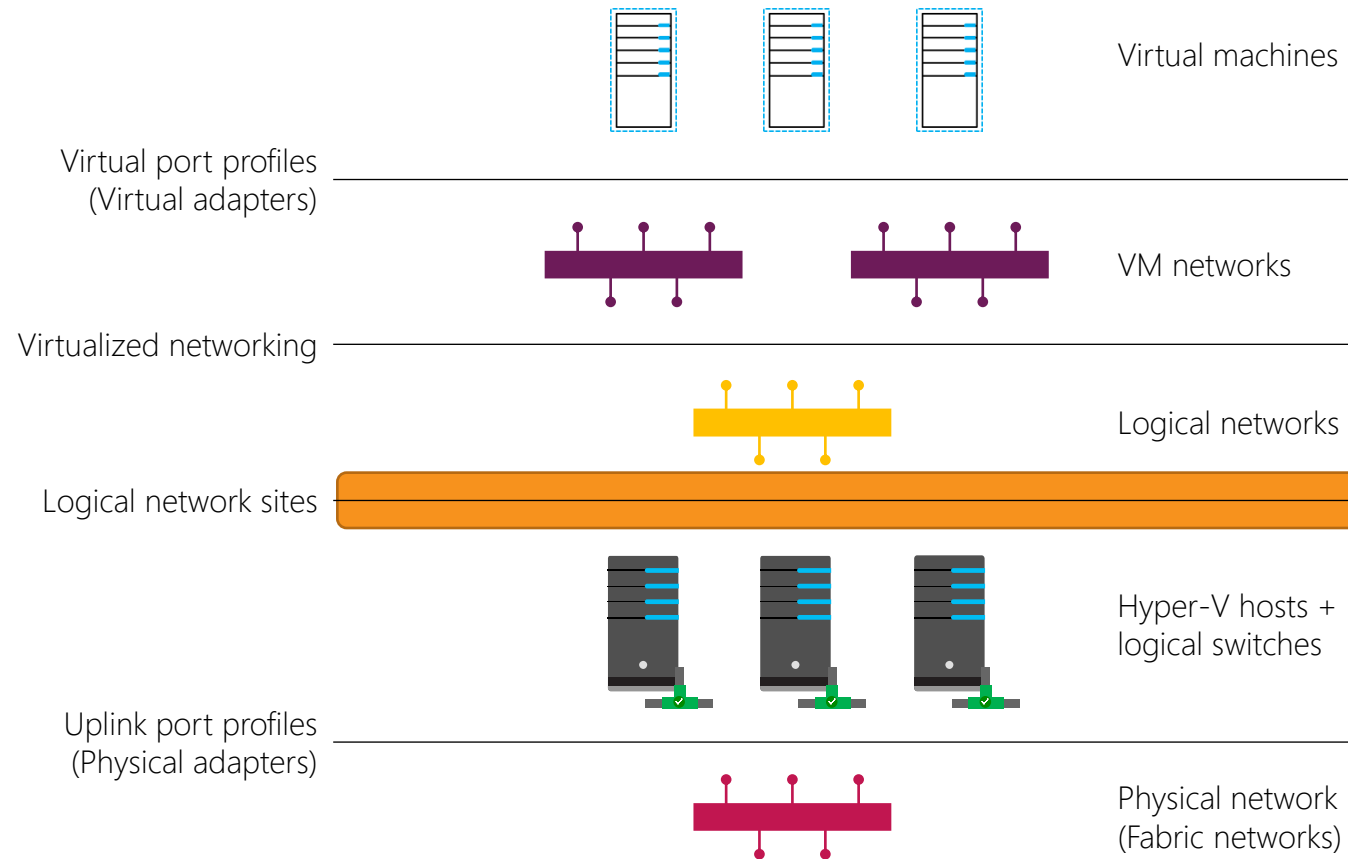 Virtual machines
Virtual port profiles
(Virtual adapters)
VM networks
Virtualized networking
Logical networks
Logical network sites
Hyper-V hosts +
logical switches
Uplink port profiles
(Physical adapters)
Physical network
(Fabric networks)